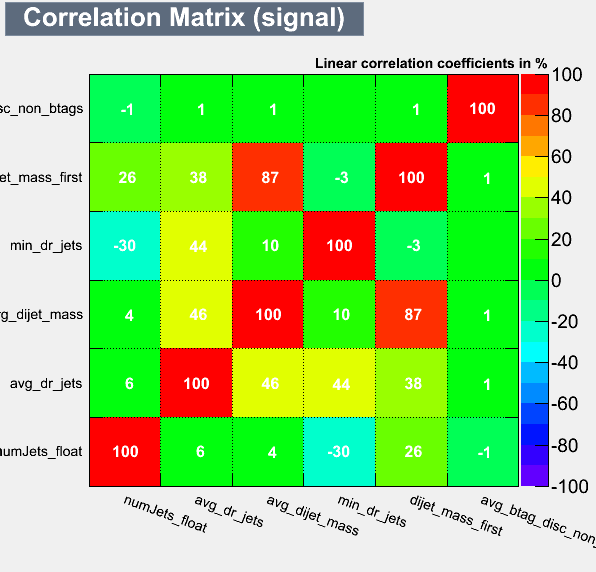 Correlation Matrix (signal)
Linear correlation coefficients in %
sc_non_btags -1 1 1 1 100
et_mass_first 26 38 87 -3 100 1
min_dr_jets -30 44 10 100 -3
rg_dijet_mass 4 46 100 10 87 1
avg_dr_jets 6 100 46 44 38 1
numJets_float 100 6 4 -30 26 -1
numJets_float avg_dr_jets avg_dijet_mass min_dr_jets dijet_mass_first avg_btag_disc_non_
100
80
60
40
20
0
-20
-40
-60
-80
-100